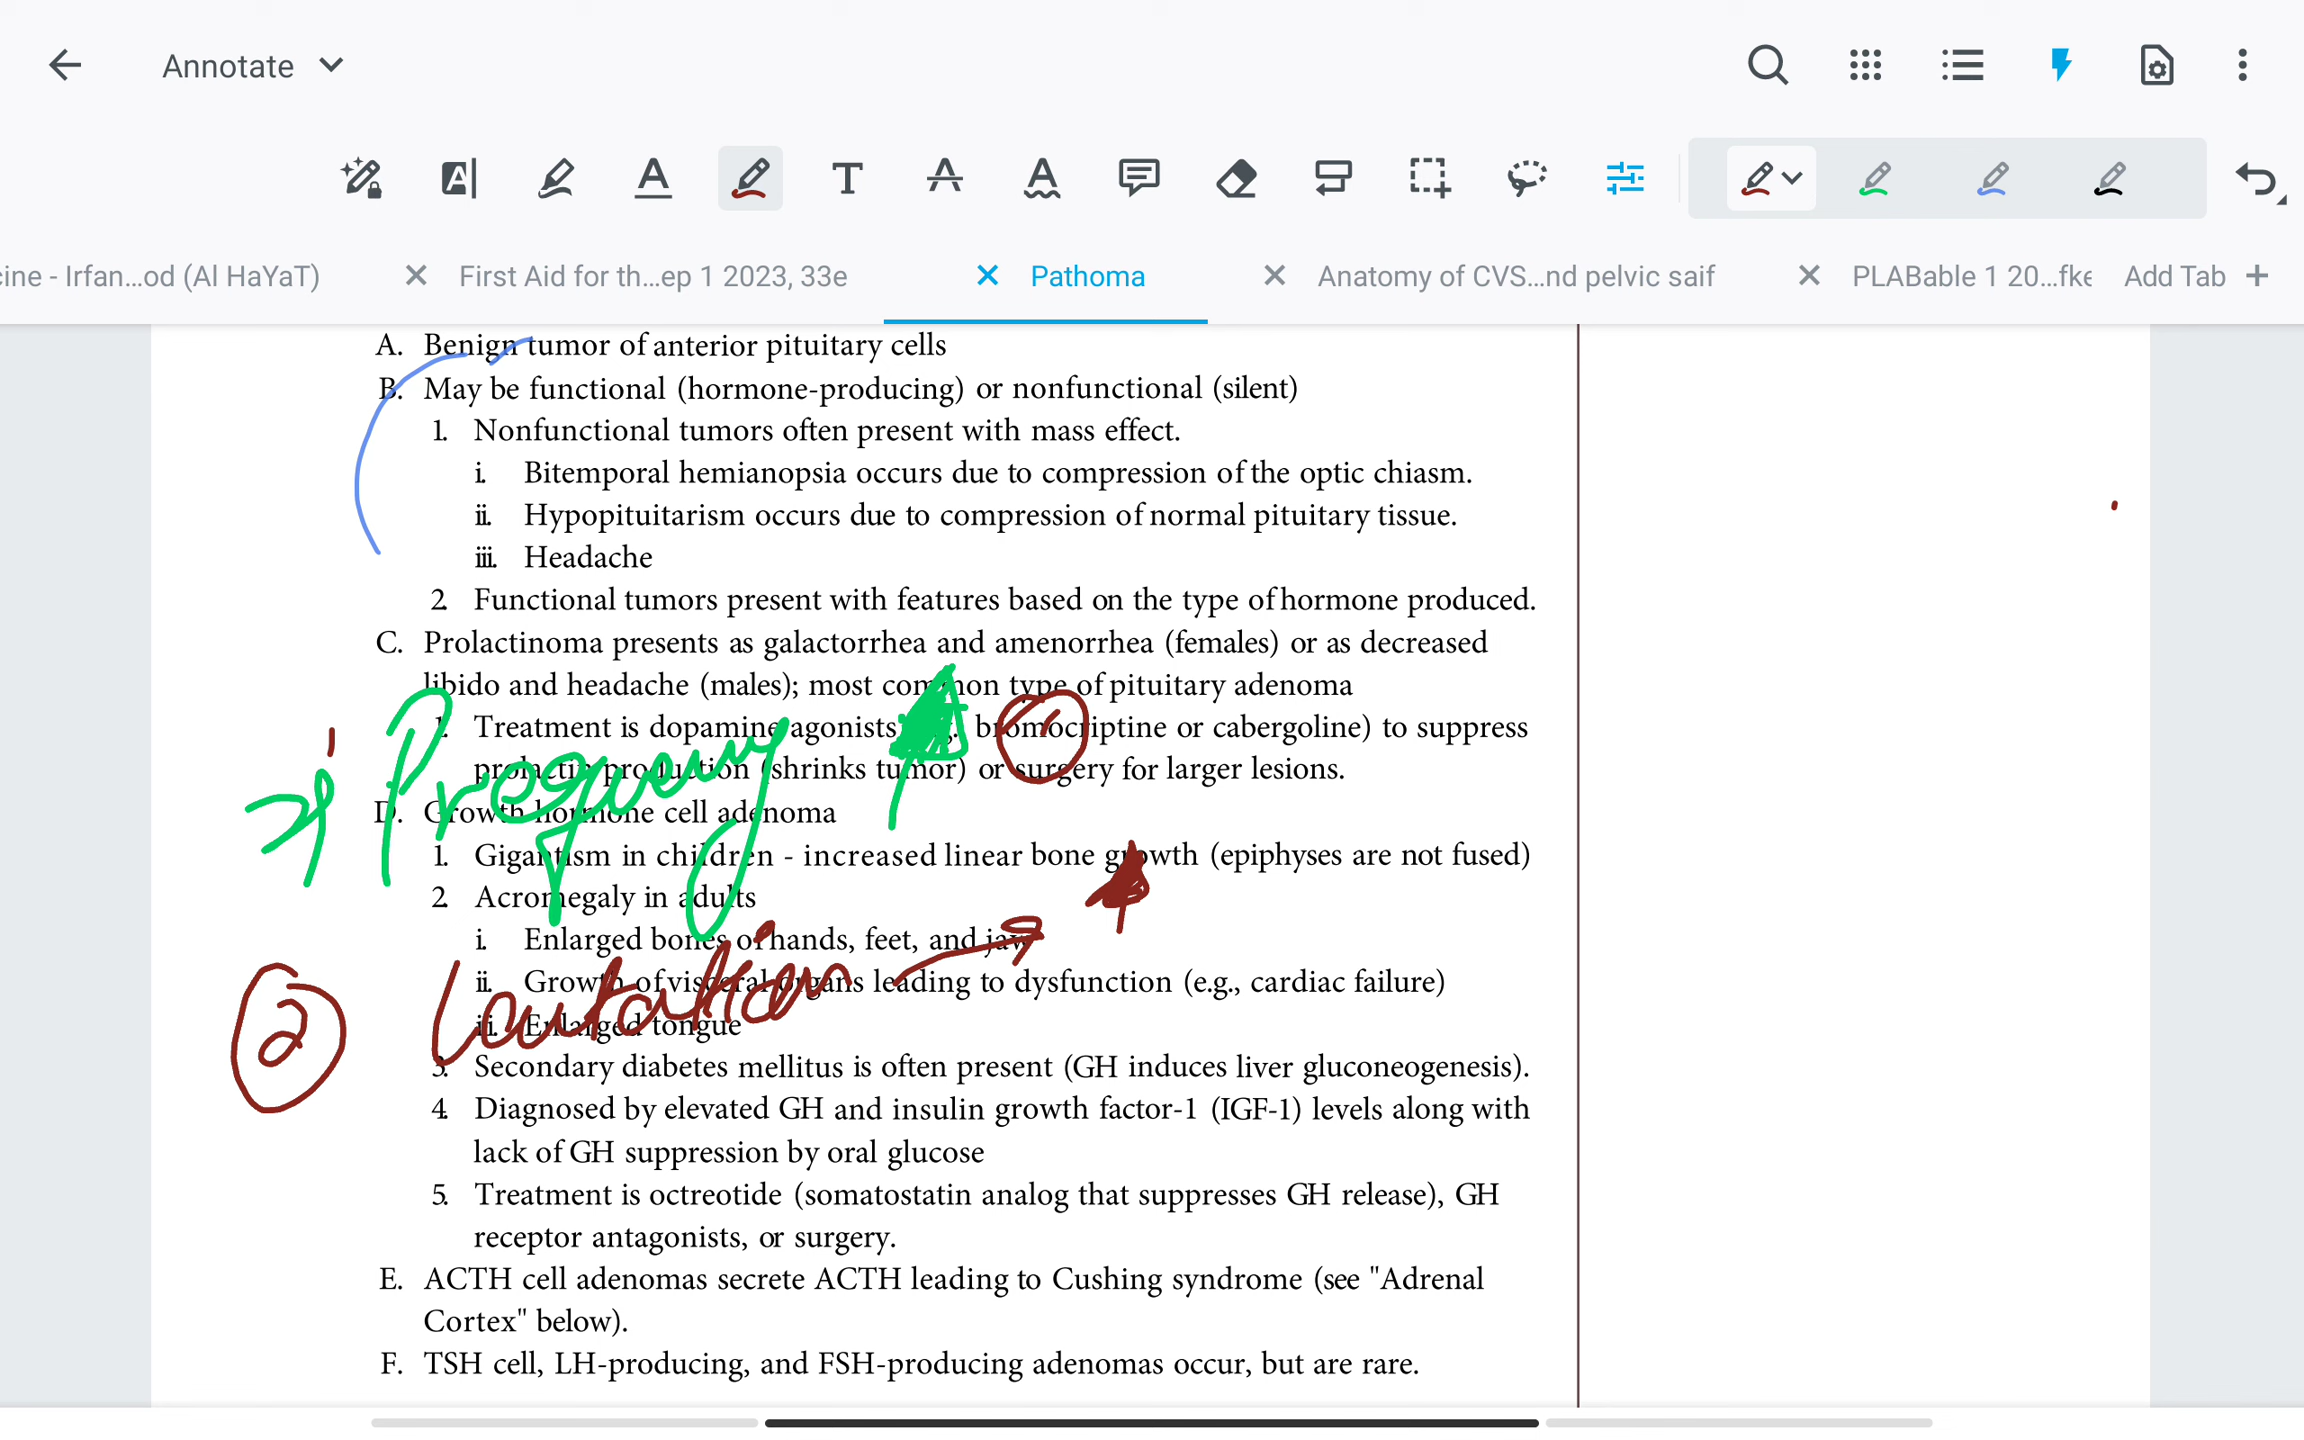 Annotate
cine - Irfan...od (Al HaYaT)
First Aid for th...ep 1 2023, 33e
Pathoma
Anatomy of CVS...nd pelvic saif
PLABable 1 20...fke
Add Tab +
A. Benign tumor of anterior pituitary cells
B. May be functional (hormone-producing) or nonfunctional (silent)
1. Nonfunctional tumors often present with mass effect.
i. Bitemporal hemianopsia occurs due to compression of the optic chiasm.
ii. Hypopituitarism occurs due to compression of normal pituitary tissue.
iii. Headache
2. Functional tumors present with features based on the type of hormone produced.
C. Prolactinoma presents as galactorrhea and amenorrhea (females) or as decreased
libido and headache (males); most common type of pituitary adenoma
1. Treatment is dopamine agonists bromocriptine or cabergoline) to suppress
prolactin production (shrinks tumor) or surgery for larger lesions.
D. Growth hormone cell adenoma
1. Gigantism in children - increased linear bone growth (epiphyses are not fused)
2. Acromegaly in adults
i. Enlarged bones of hands, feet, and jaw
ii. Growth of visceral organs leading to dysfunction (e.g., cardiac failure)
iii. Enlarged tongue
2
3. Secondary diabetes mellitus is often present (GH induces liver gluconeogenesis).
4. Diagnosed by elevated GH and insulin growth factor-1 (IGF-1) levels along with
lack of GH suppression by oral glucose
5. Treatment is octreotide (somatostatin analog that suppresses GH release), GH
receptor antagonists, or surgery.
E. ACTH cell adenomas secrete ACTH leading to Cushing syndrome (see "Adrenal
Cortex" below).
F. TSH cell, LH-producing, and FSH-producing adenomas occur, but are rare.